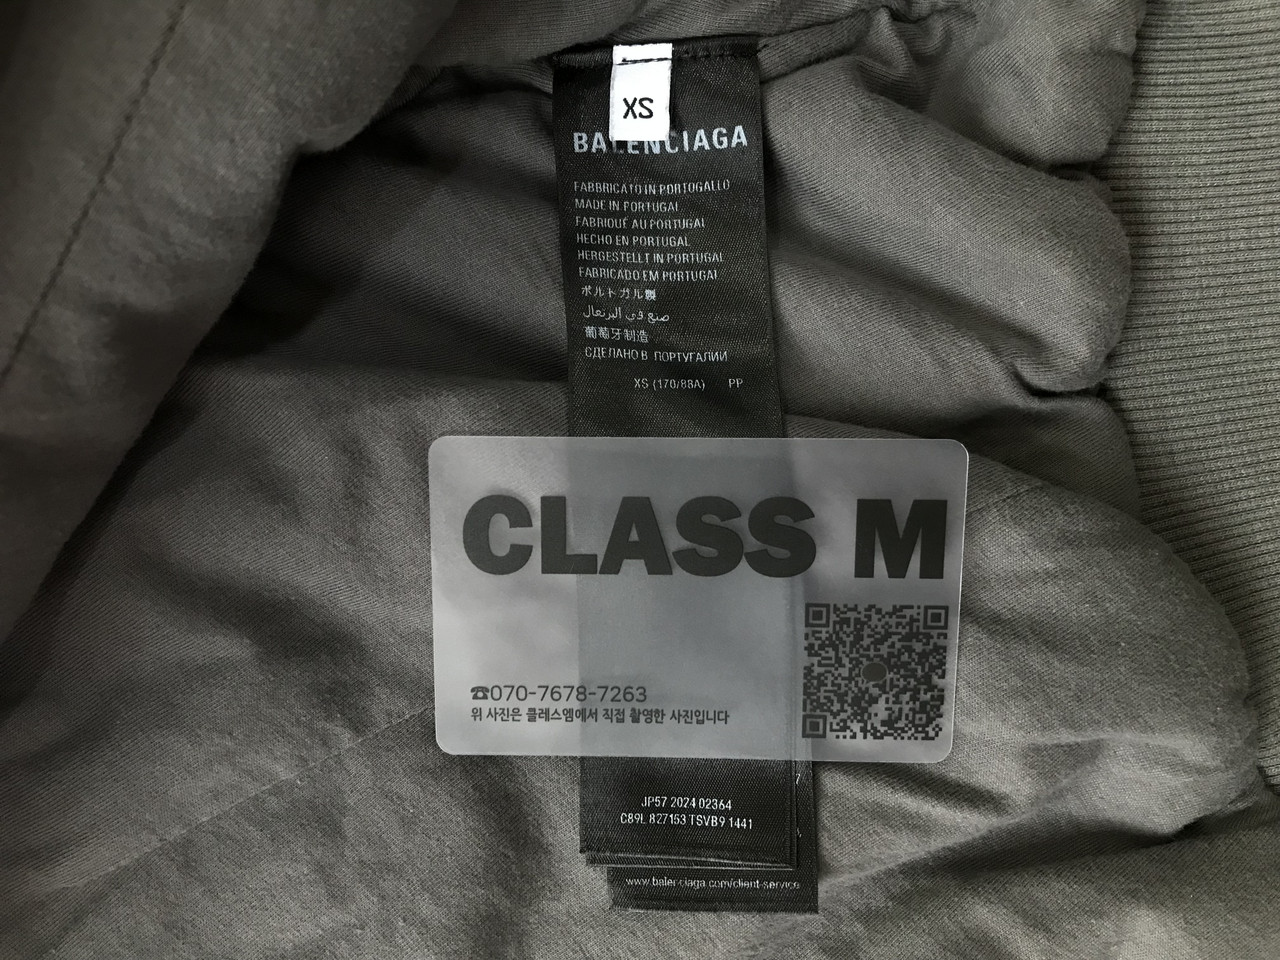 XS
BALENCIAGA
FABBRICATO IN PORTOGALLO
MADE IN PORTUGAL
FABRIQUÉ AU PORTUGAL
HECHO EN PORTUGAL
HERGESTELLT IN PORTUGAL
FABRICADO EM PORTUGAL
ポルトガル製
صنع في البرتغال
葡萄牙制造
СДЕЛАНО В ПОРТУГАЛИИ
XS (170/88A) PP
CLASS M
☎070-7678-7263
위 사진은 클레스엠에서 직접 촬영한 사진입니다
JP57 2024 02364
C89L 827153 TSVB9 1441
www.balenciaga.com/client-service